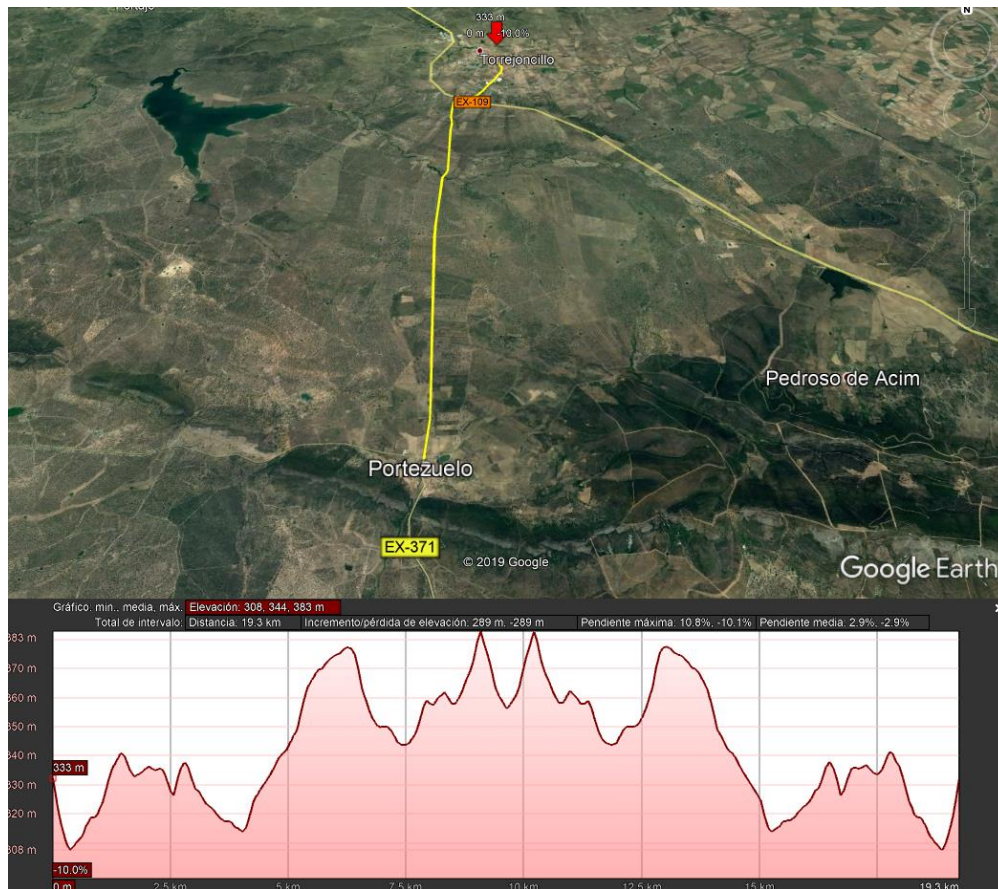 Portaje
N
333 m
0 m -10.0%
Torrejoncillo
EX-109
Pedroso de Acim
Portezuelo
EX-371
© 2019 Google
Google Earth
Gráfico: min., media, máx. Elevación: 308, 344, 383 m
Total de intervalo: Distancia: 19.3 km Incremento/pérdida de elevación: 289 m, -289 m Pendiente máxima: 10.8%, -10.1% Pendiente media: 2.9%, -2.9%
383 m
370 m
360 m
350 m
340 m
333 m
330 m
320 m
308 m
-10.0%
0 m 2.5 km 5 km 7.5 km 10 km 12.5 km 15 km 19.3 km